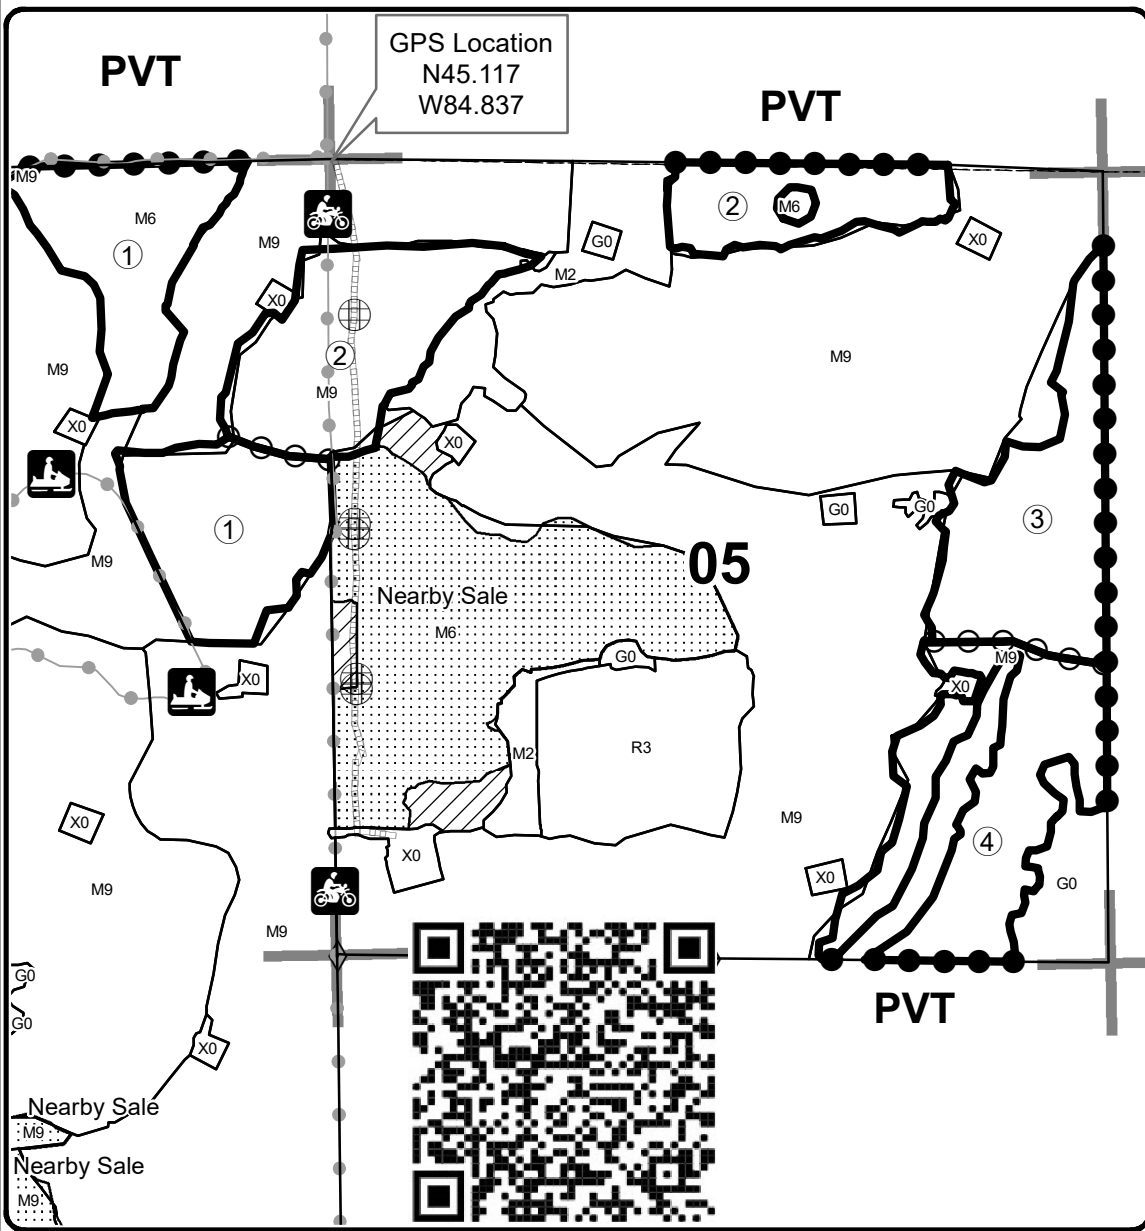 PVT
GPS Location
N45.117
W84.837
PVT
M9
M6
①
M9
②
M6
G0
X0
M2
X0
②
M9
M9
M9
X0
X0
①
M9
G0
G0
③
05
Nearby Sale
M6
G0
M9
X0
X0
M2
R3
X0
M9
X0
④
X0
G0
M9
M9
G0
G0
PVT
X0
Nearby Sale
M9
Nearby Sale
M9